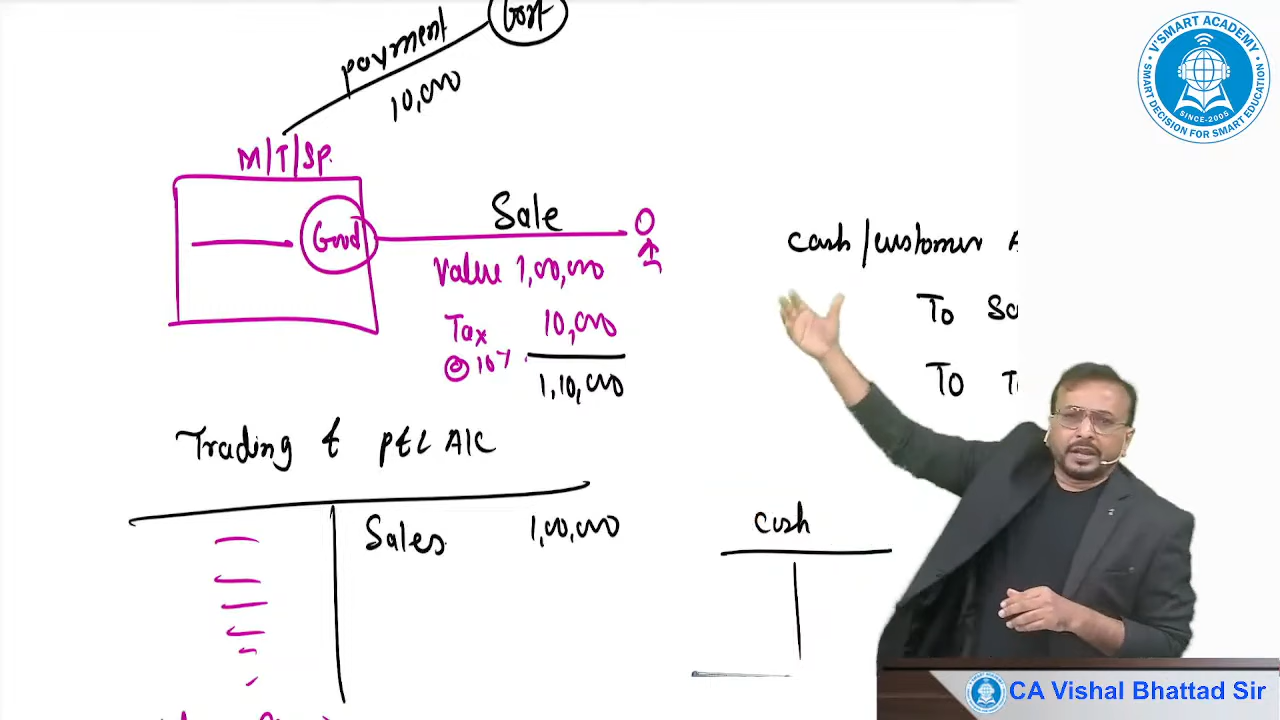 Govt
payment
10,000
M/T/SP.
Good
Sale
Value 1,00,000
Tax 10,000
@ 10%
1,10,000
Cash/customer A
To Sa
To T
Trading & P&L A/C
Sales 1,00,000
Cash
V'SMART ACADEMY
SINCE-2005
SMART DECISION FOR SMART EDUCATION
CA Vishal Bhattad Sir